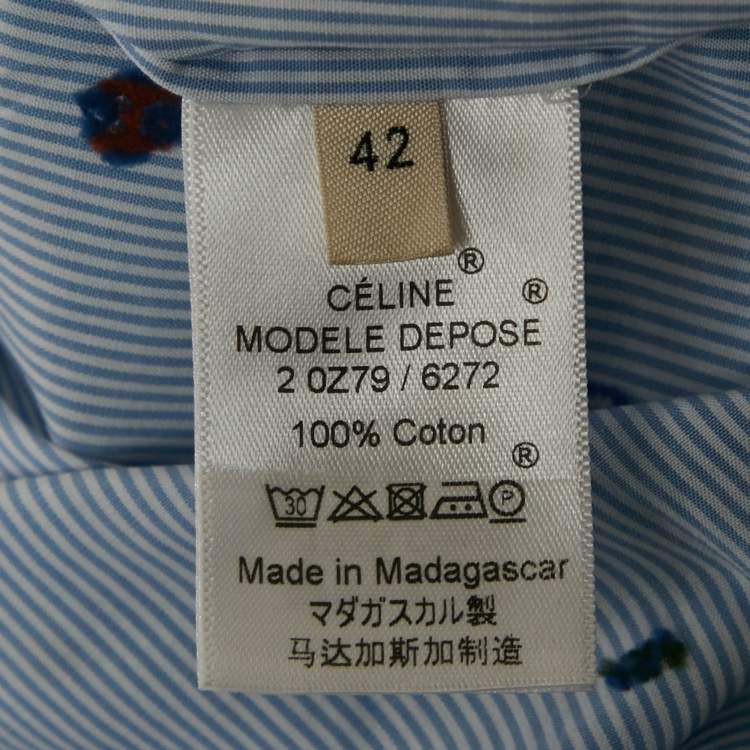 42
CÉLINE®
MODELE DEPOSE®
2 0Z79 / 6272
100% Coton
®
30 P
Made in Madagascar
マダガスカル製
马达加斯加制造